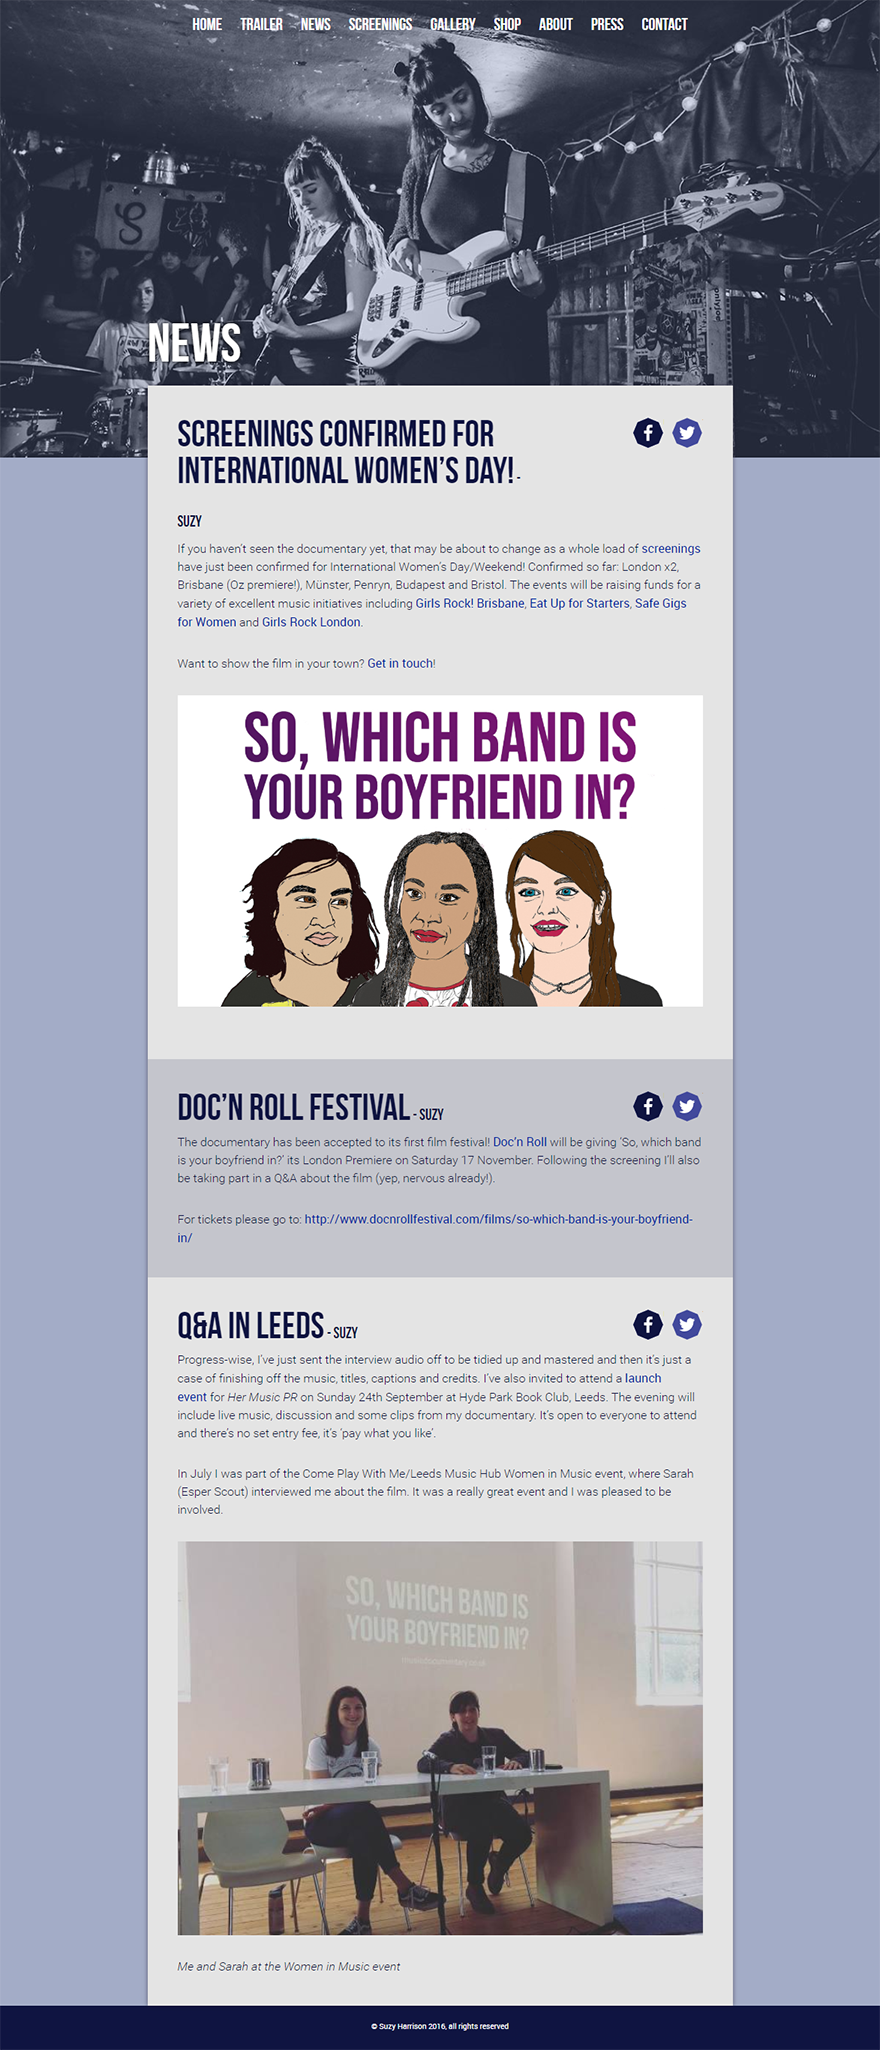 HOME TRAILER NEWS SCREENINGS GALLERY SHOP ABOUT PRESS CONTACT
NEWS
SCREENINGS CONFIRMED FOR
INTERNATIONAL WOMEN’S DAY! -
SUZY
If you haven’t seen the documentary yet, that may be about to change as a whole load of screenings
have just been confirmed for International Women’s Day/Weekend! Confirmed so far: London x2,
Brisbane (Oz premiere!), Münster, Penryn, Budapest and Bristol. The events will be raising funds for a
variety of excellent music initiatives including Girls Rock! Brisbane, Eat Up for Starters, Safe Gigs
for Women and Girls Rock London.
Want to show the film in your town? Get in touch!
SO, WHICH BAND IS
YOUR BOYFRIEND IN?
DOC’N ROLL FESTIVAL - SUZY
The documentary has been accepted to its first film festival! Doc’n Roll will be giving ‘So, which band
is your boyfriend in?’ its London Premiere on Saturday 17 November. Following the screening I’ll also
be taking part in a Q&A about the film (yep, nervous already!).
For tickets please go to: http://www.docnrollfestival.com/films/so-which-band-is-your-boyfriend-
in/
Q&A IN LEEDS - SUZY
Progress-wise, I’ve just sent the interview audio off to be tidied up and mastered and then it’s just a
case of finishing off the music, titles, captions and credits. I’ve also invited to attend a launch
event for Her Music PR on Sunday 24th September at Hyde Park Book Club, Leeds. The evening will
include live music, discussion and some clips from my documentary. It’s open to everyone to attend
and there’s no set entry fee, it’s ‘pay what you like’.
In July I was part of the Come Play With Me/Leeds Music Hub Women in Music event, where Sarah
(Esper Scout) interviewed me about the film. It was a really great event and I was pleased to be
involved.
SO, WHICH BAND IS
YOUR BOYFRIEND IN?
Me and Sarah at the Women in Music event
© Suzy Harrison 2016, all rights reserved